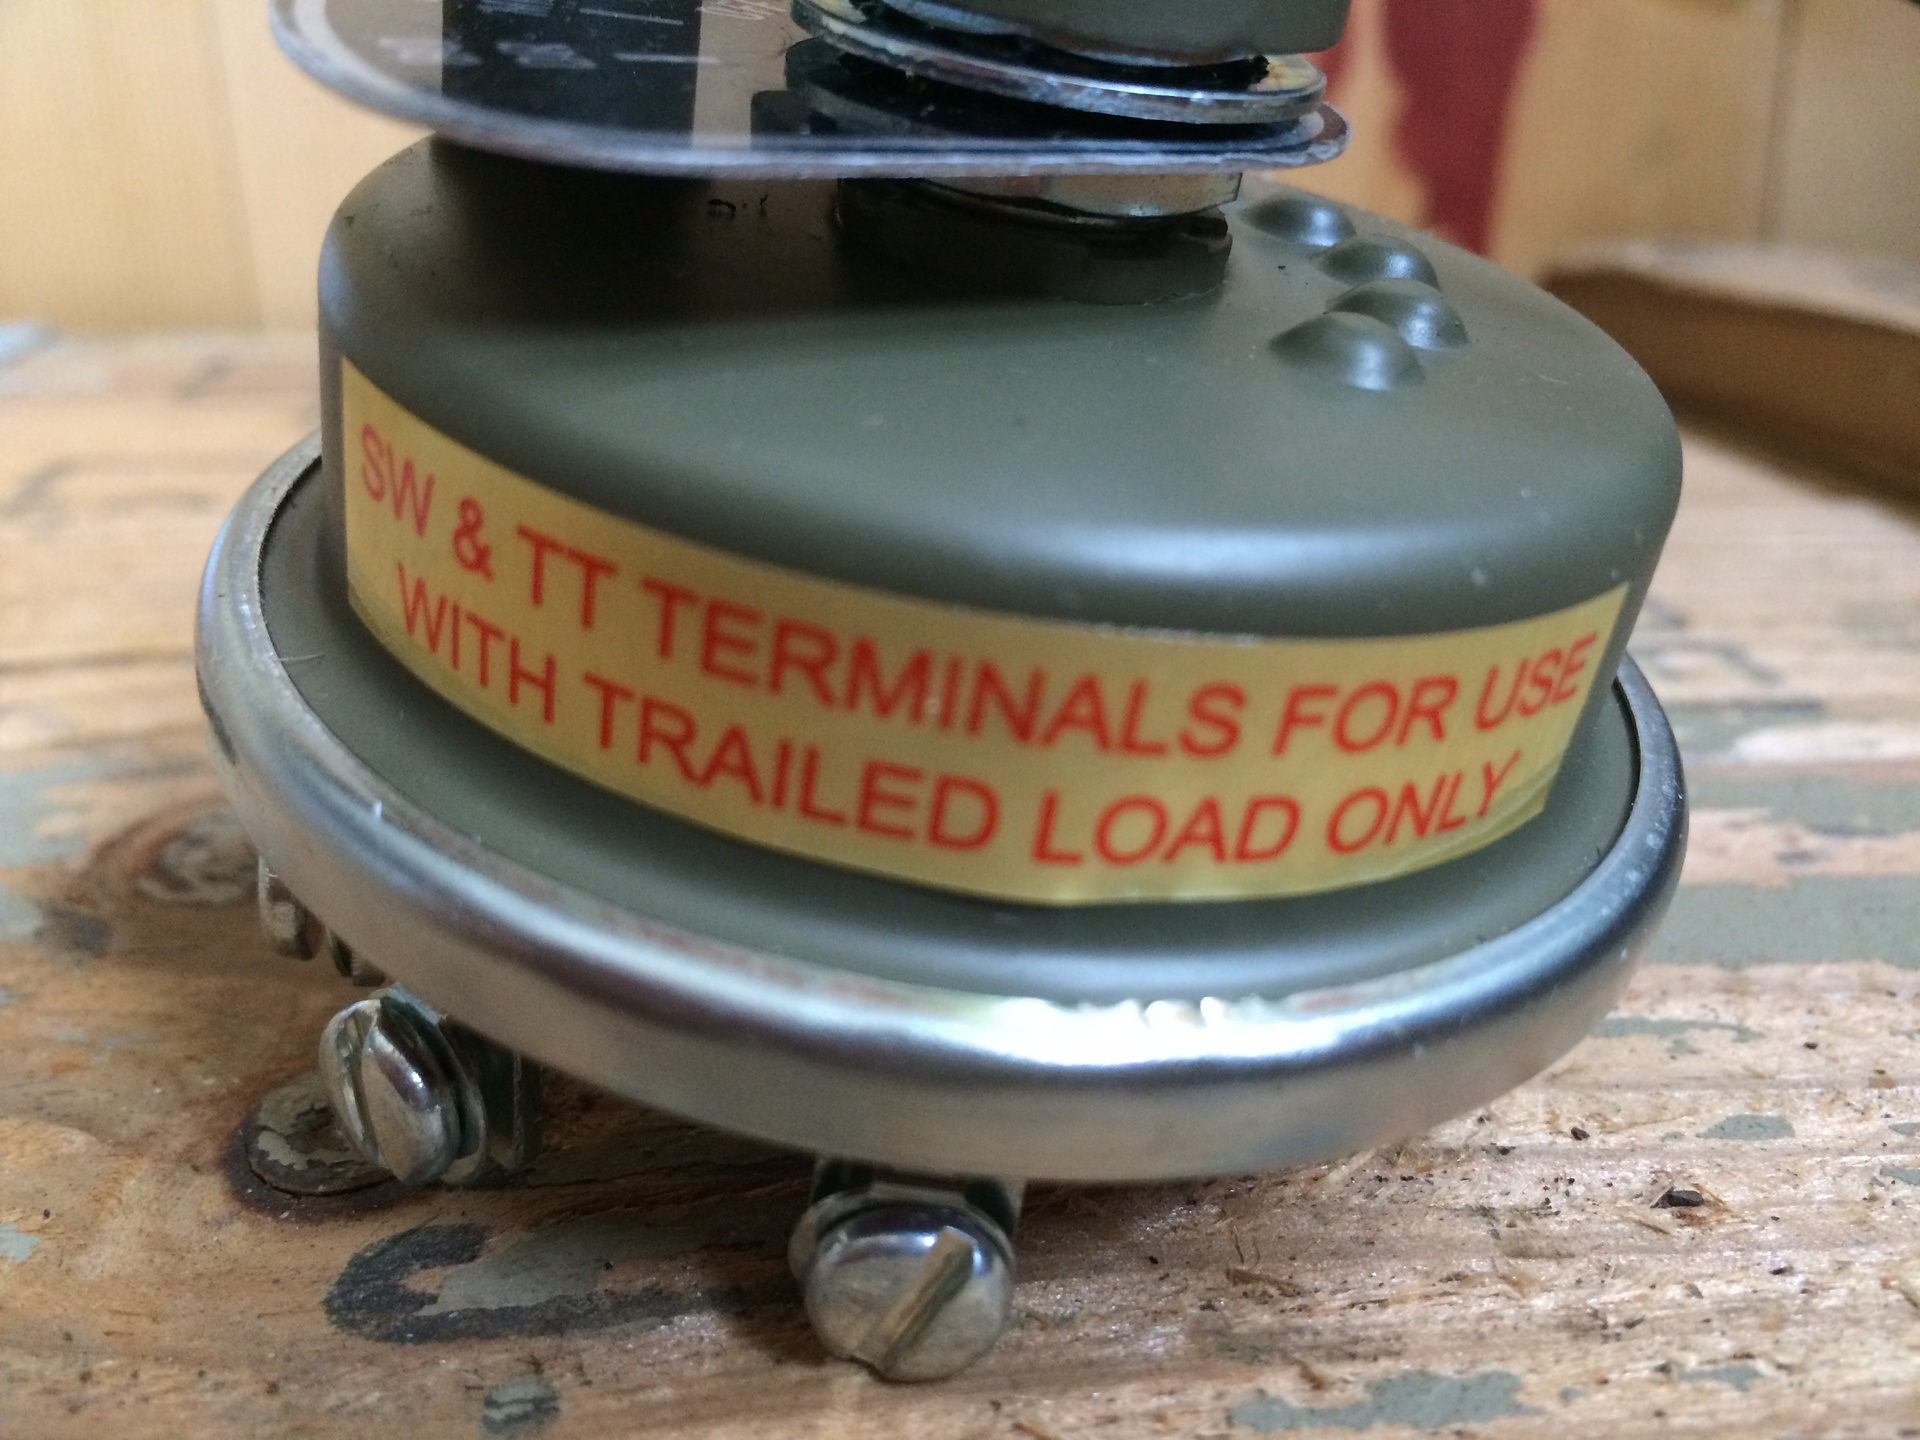 SW & TT TERMINALS FOR USE
WITH TRAILED LOAD ONLY